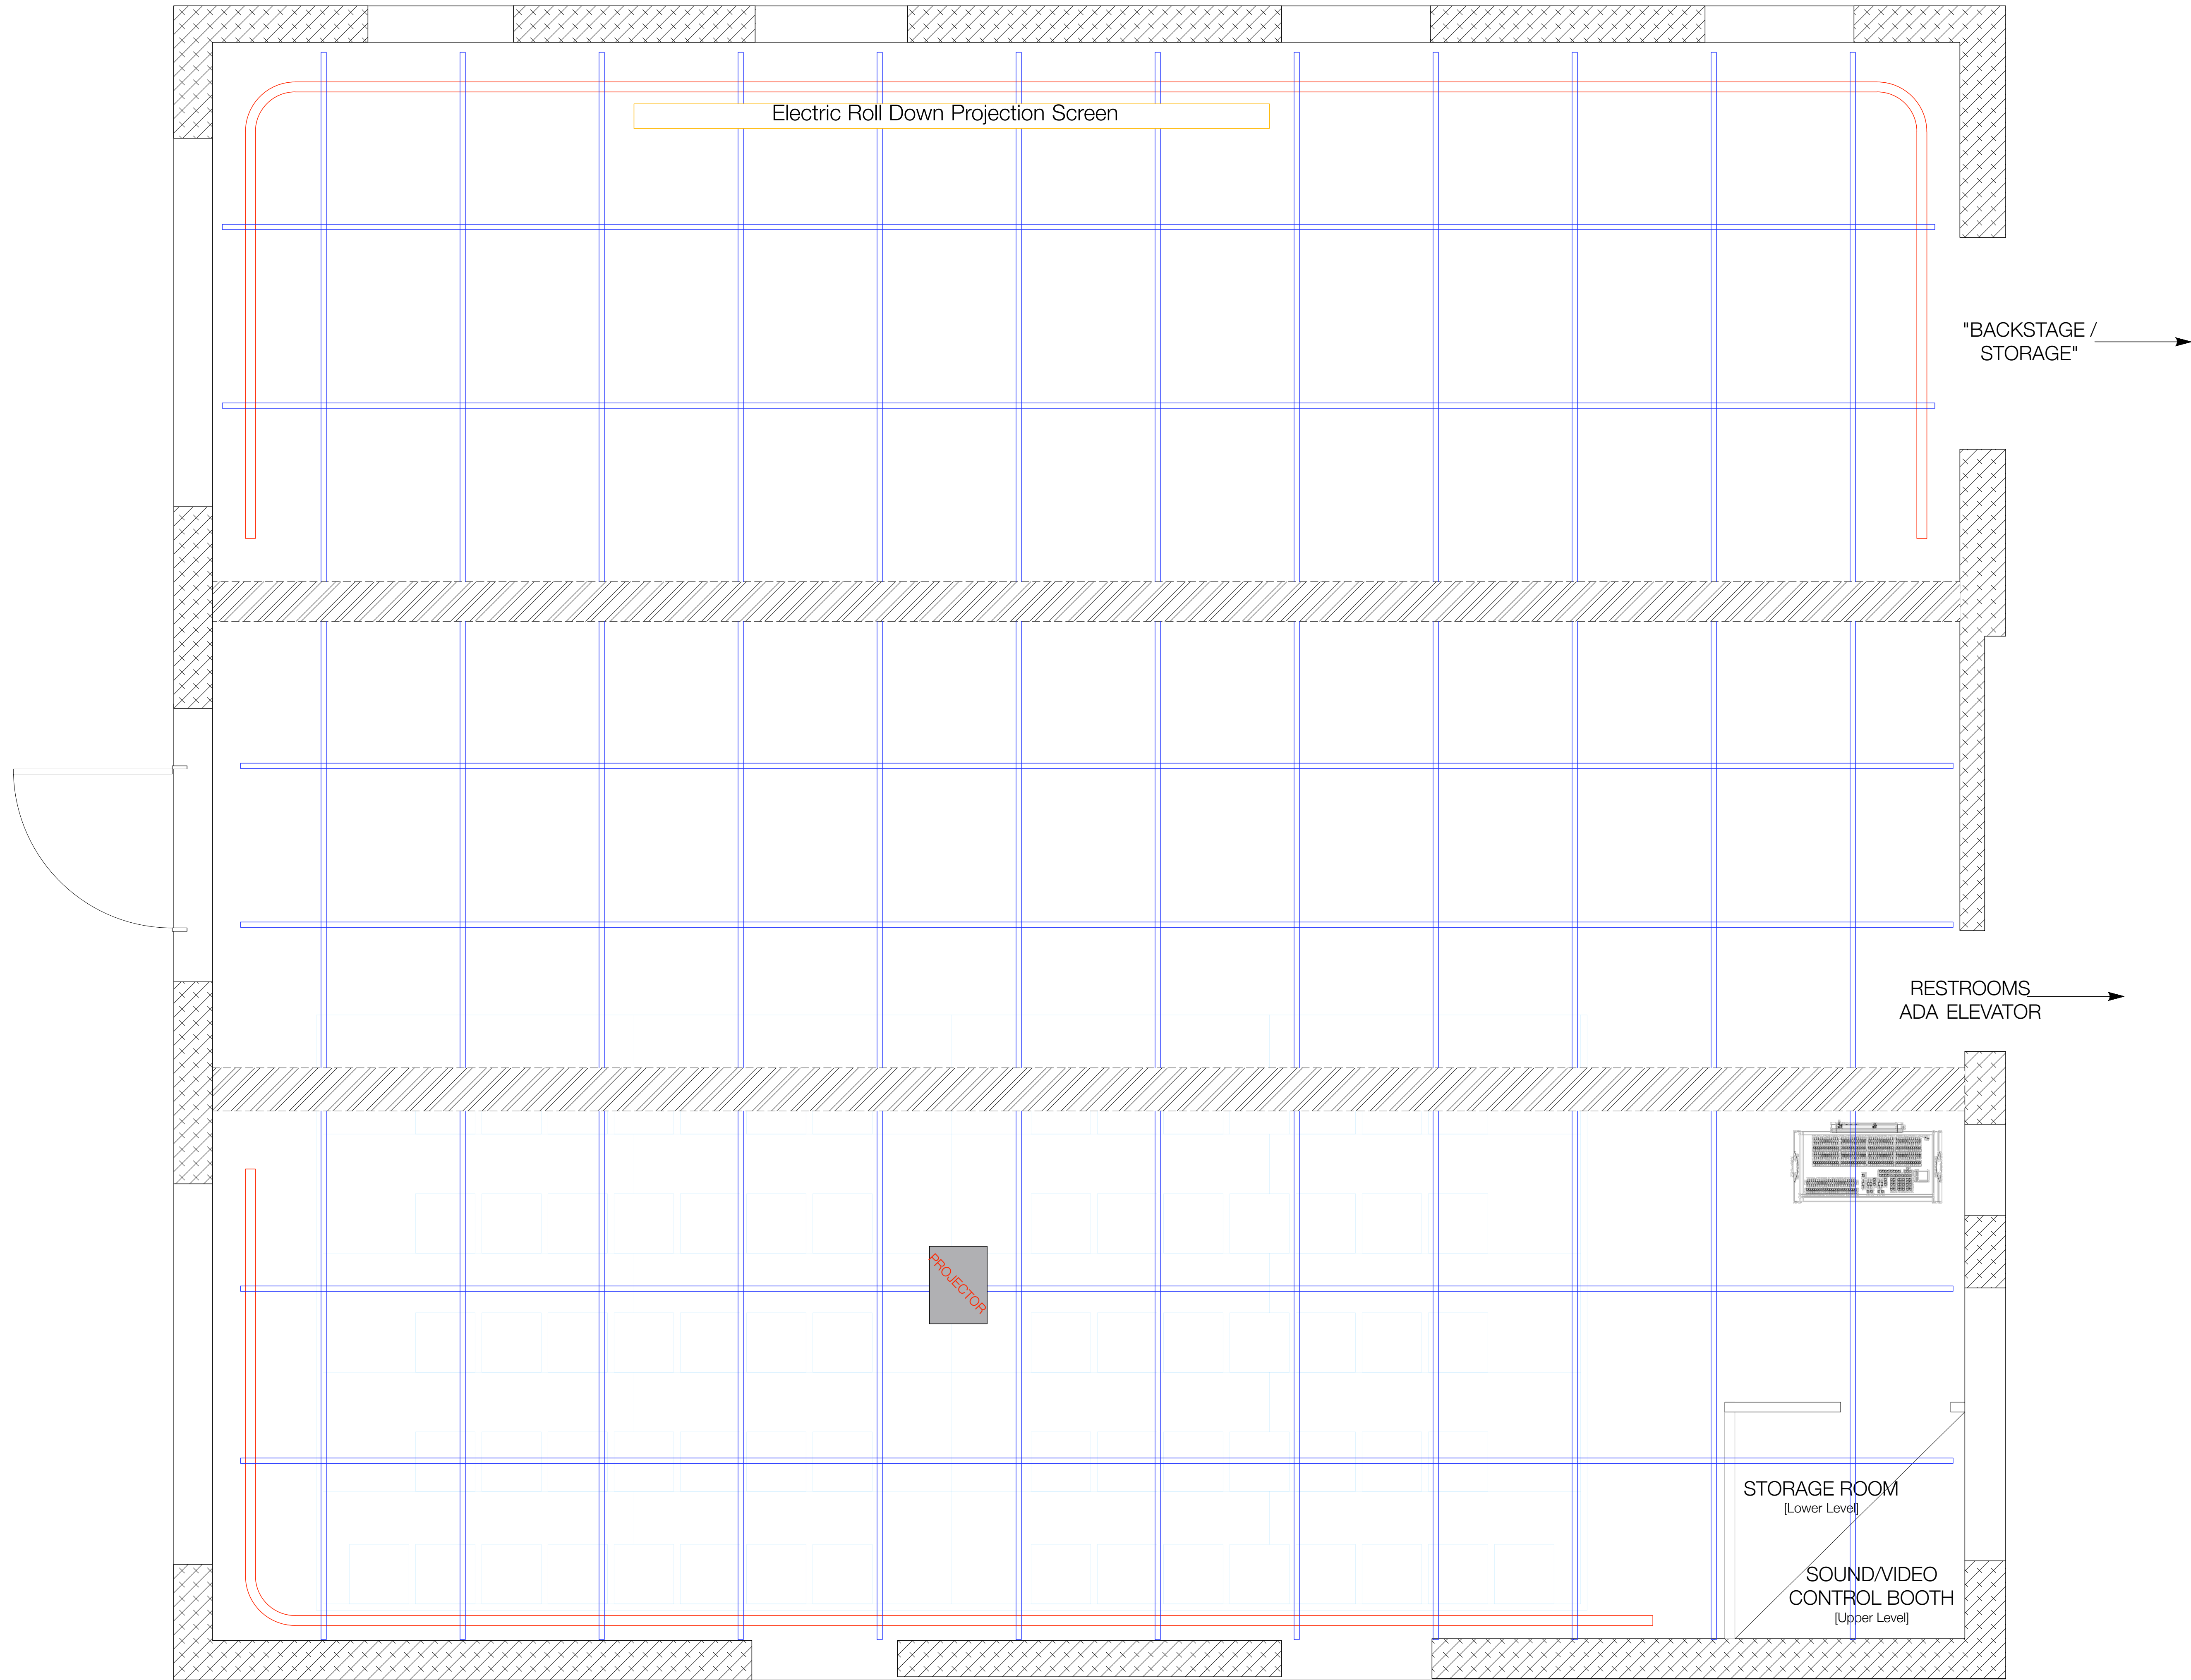 Electric Roll Down Projection Screen
"BACKSTAGE /
STORAGE"
RESTROOMS
ADA ELEVATOR
PROJECTOR
STORAGE ROOM
[Lower Level]
SOUND/VIDEO
CONTROL BOOTH
[Upper Level]